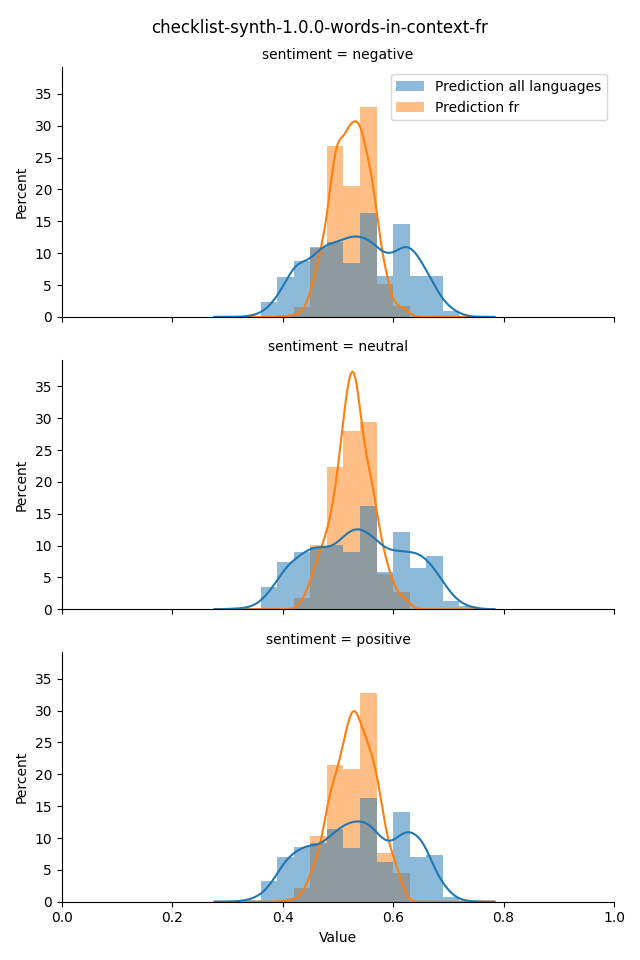 checklist-synth-1.0.0-words-in-context-fr
sentiment = negative
Prediction all languages
Prediction fr
35
30
25
20
15
10
5
0
Percent
sentiment = neutral
35
30
25
20
15
10
5
0
Percent
sentiment = positive
35
30
25
20
15
10
5
0
Percent
0.0 0.2 0.4 0.6 0.8 1.0
Value